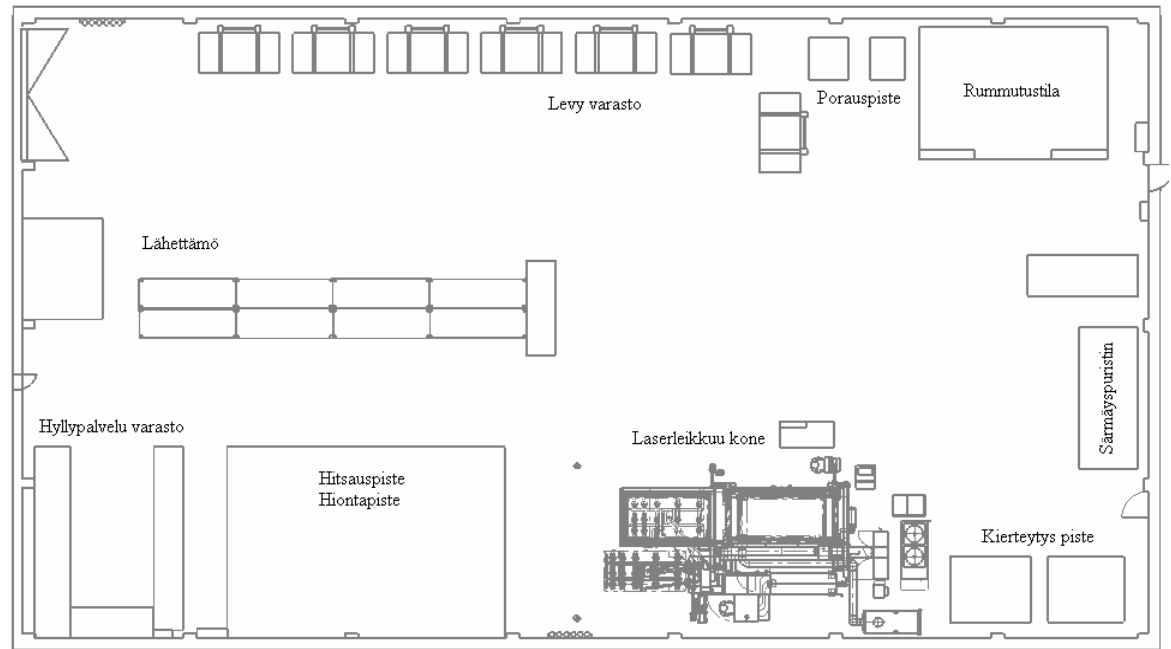 Levy varasto
Porauspiste
Rummutustila
Lähettämö
Särmäyspuristin
Hyllypalvelu varasto
Laserleikkuu kone
Hitsauspiste
Hiontapiste
Kierteytys piste